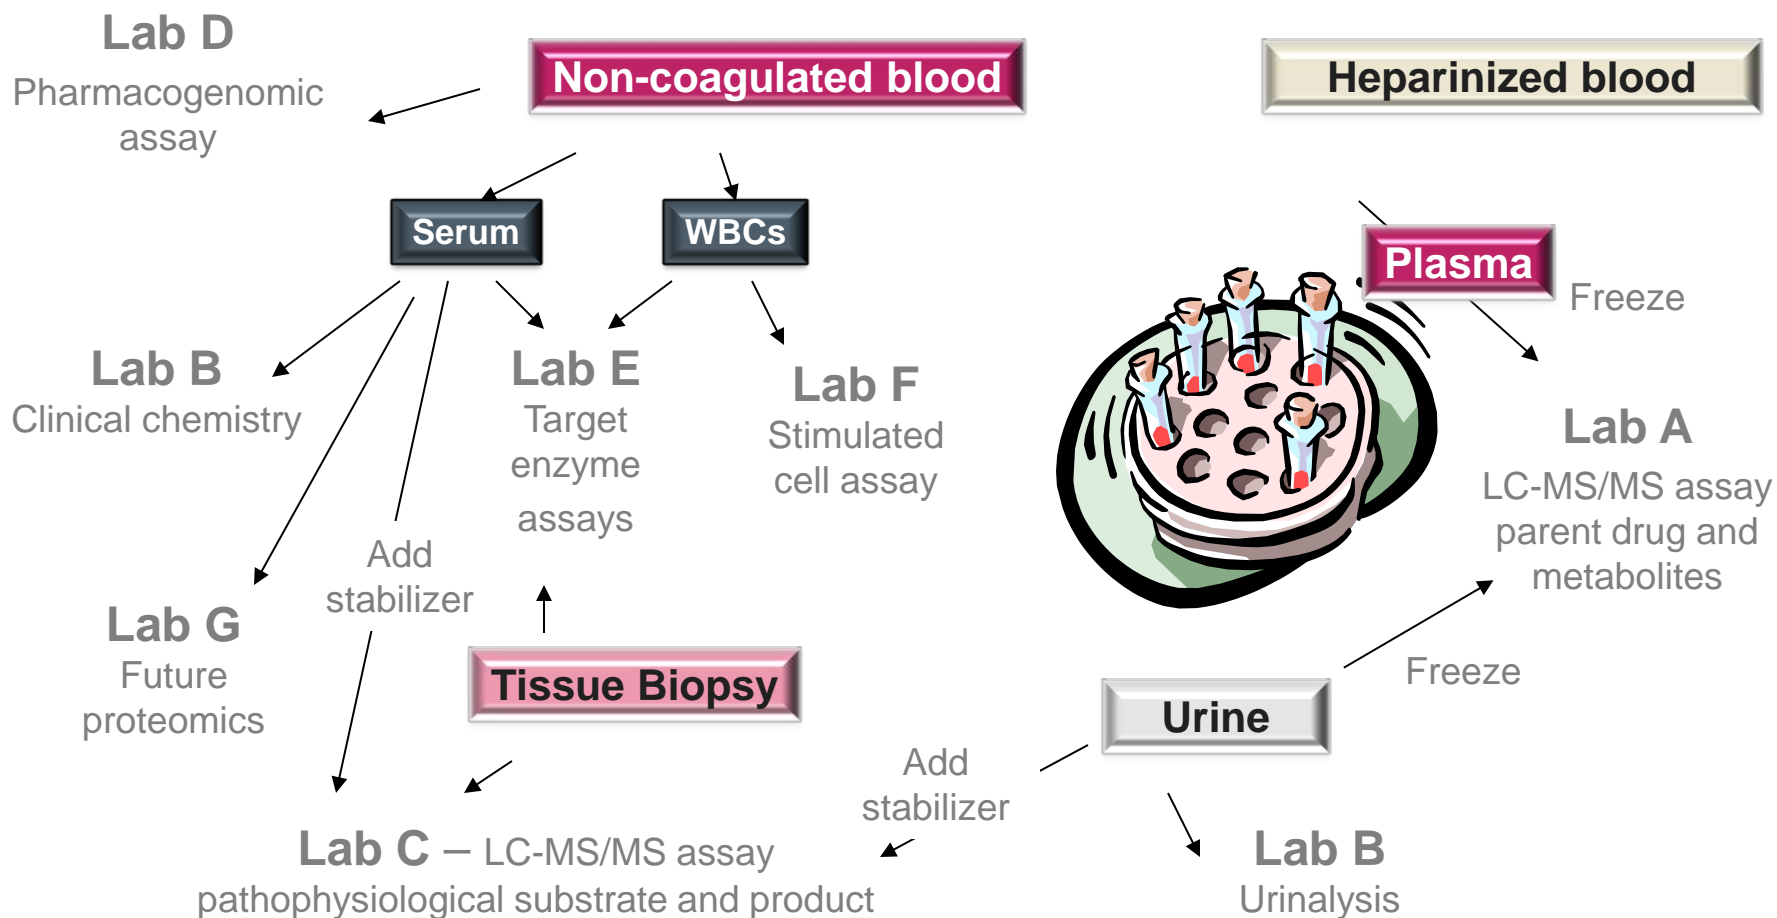 Lab D
Pharmacogenomic
assay
Non-coagulated blood
Heparinized blood
Serum
WBCs
Plasma
Freeze
Lab B
Clinical chemistry
Lab E
Target
enzyme
assays
Lab F
Stimulated
cell assay
Lab A
LC-MS/MS assay
parent drug and
metabolites
Add
stabilizer
Lab G
Future
proteomics
Tissue Biopsy
Freeze
Urine
Add
stabilizer
Lab C – LC-MS/MS assay
pathophysiological substrate and product
Lab B
Urinalysis